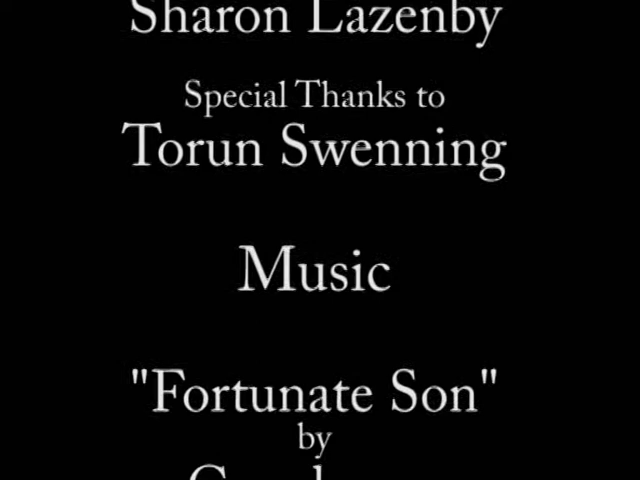 Sharon Lazenby
Special Thanks to
Torun Swenning
Music
"Fortunate Son"
by